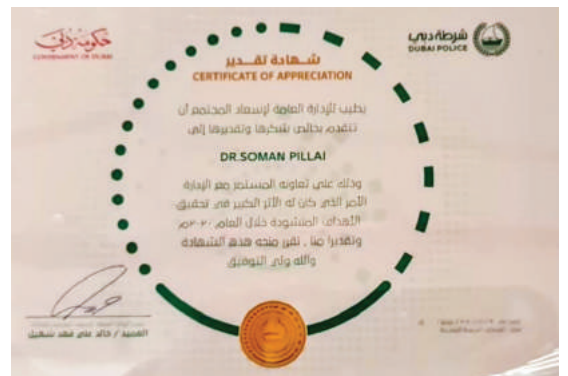 حكومة دبي
GOVERNMENT OF DUBAI
شرطة دبي
DUBAI POLICE
شهادة تقدير
CERTIFICATE OF APPRECIATION
يطيب للإدارة العامة لإسعاد المجتمع أن
تتقدم بخالص شكرها وتقديرها إلى
DR.SOMAN PILLAI
وذلك على تعاونه المستمر مع الإدارة
الأمر الذي كان له الأثر الكبير في تحقيق
الأهداف المنشودة خلال العام ٢٠٢٠م
وتقديرا منا , نقرر منحه هذه الشهادة
والله ولي التوفيق
العميد / خالد علي